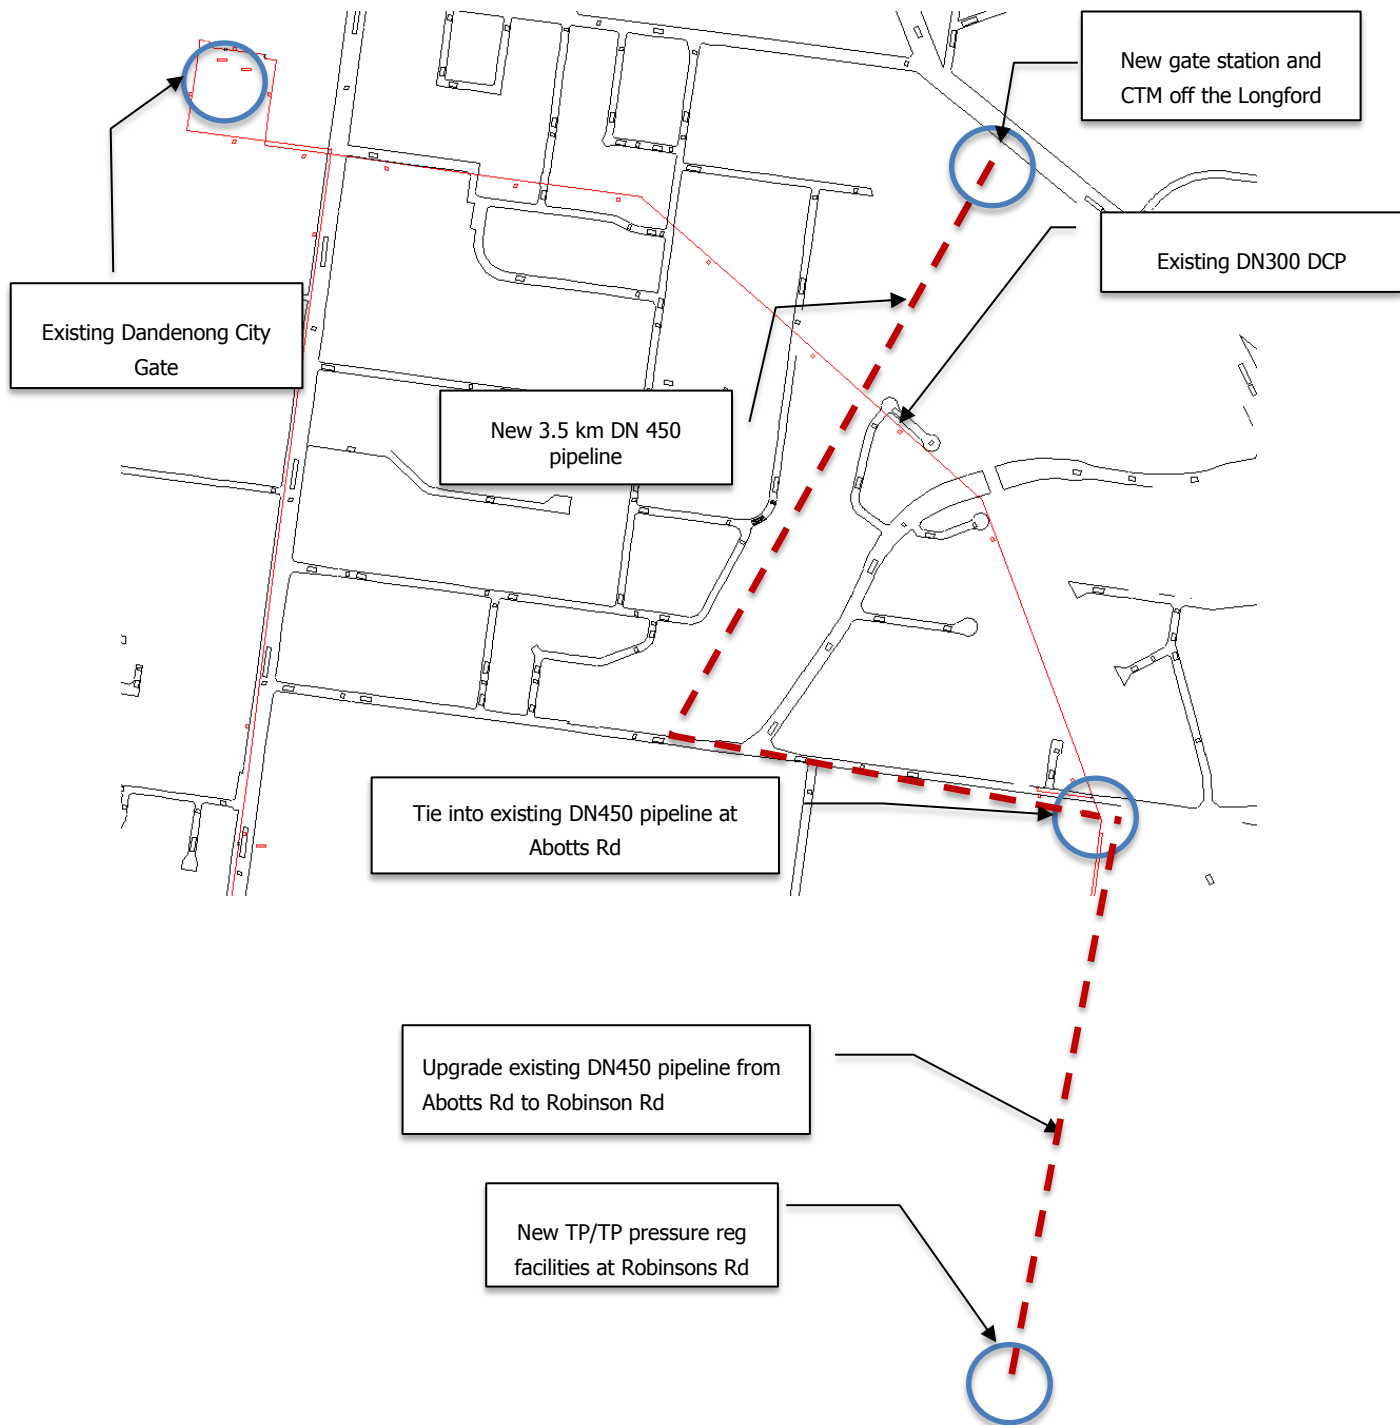 New gate station and
CTM off the Longford
Existing DN300 DCP
Existing Dandenong City
Gate
New 3.5 km DN 450
pipeline
Tie into existing DN450 pipeline at
Abotts Rd
Upgrade existing DN450 pipeline from
Abotts Rd to Robinson Rd
New TP/TP pressure reg
facilities at Robinsons Rd